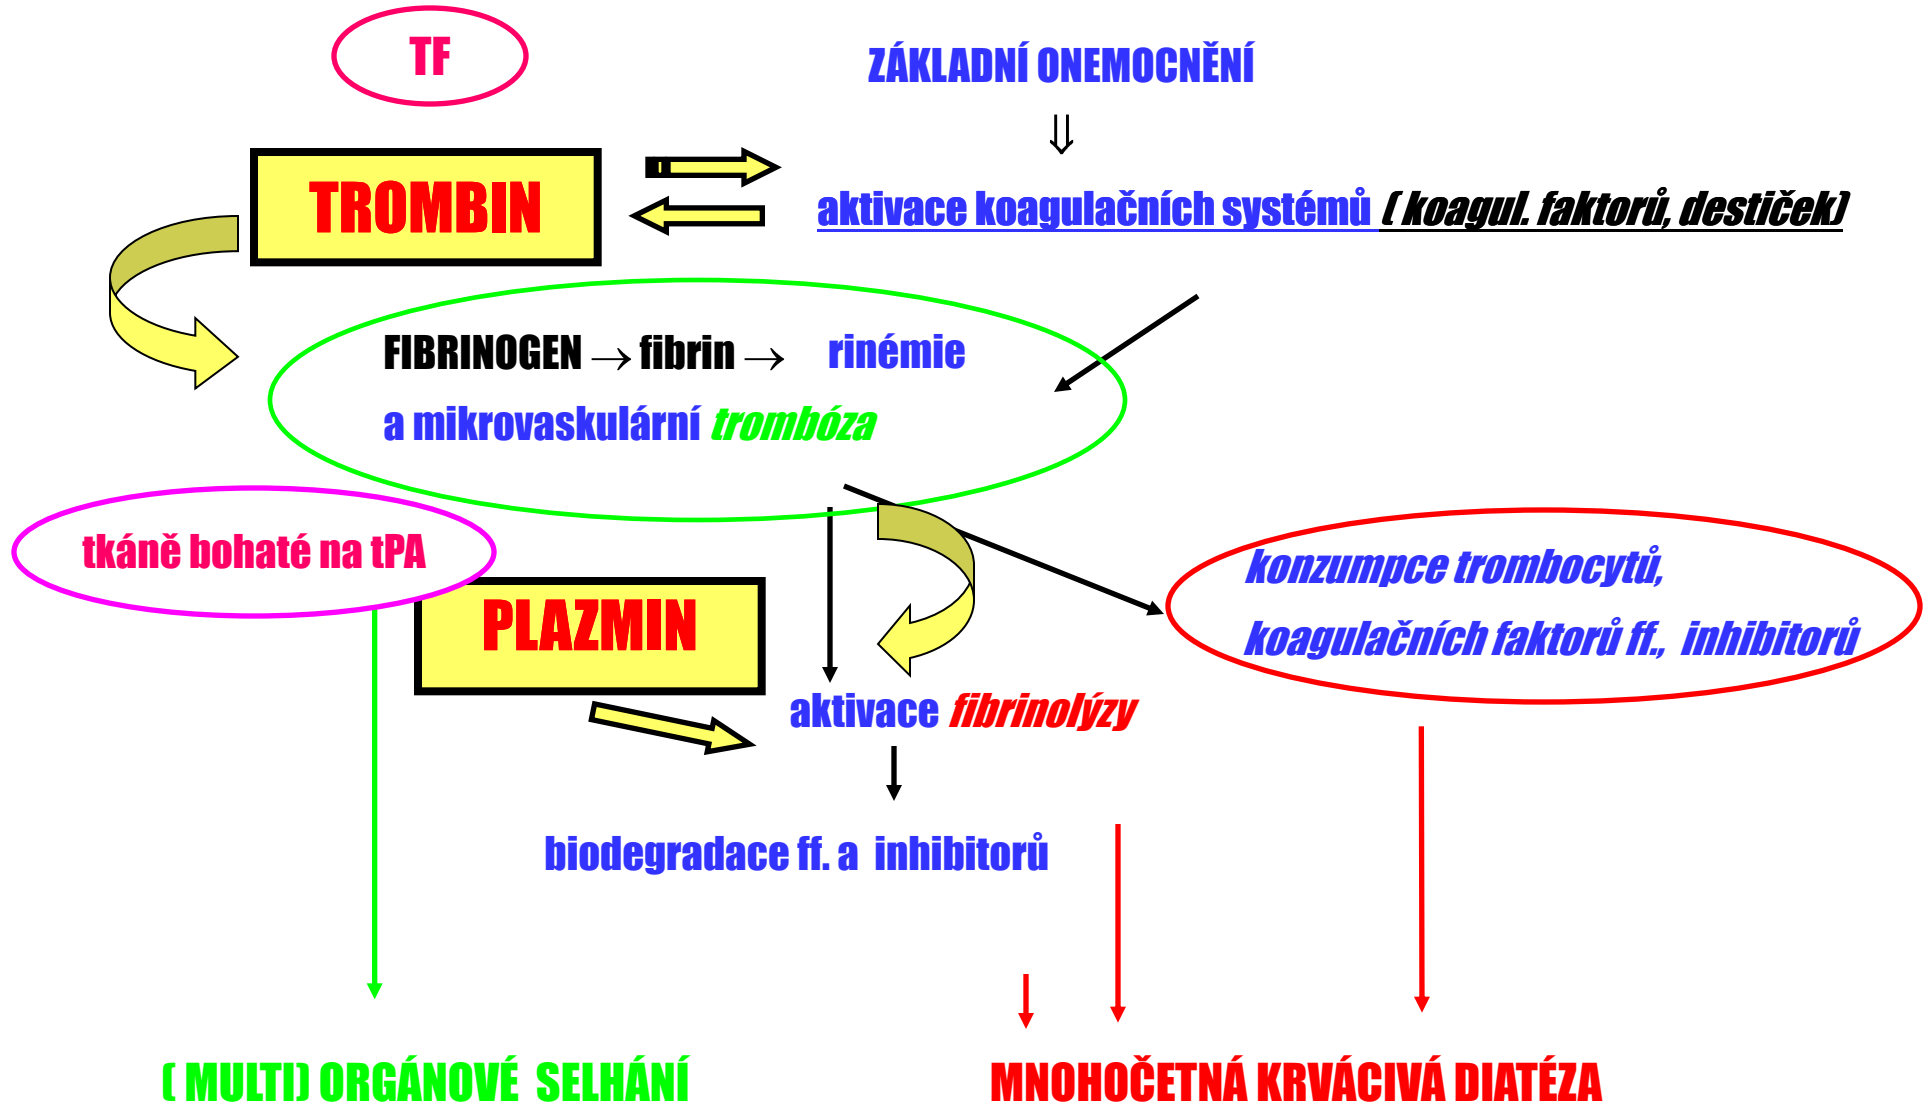 TF
ZÁKLADNÍ ONEMOCNĚNÍ
⇓
TROMBIN
aktivace koagulačních systémů ( koagul. faktorů, destiček)
FIBRINOGEN → fibrin → rinémie
a mikrovaskulární trombóza
tkáně bohaté na tPA
konzumpce trombocytů,
PLAZMIN
koagulačních faktorů ff., inhibitorů
aktivace fibrinolýzy
biodegradace ff. a inhibitorů
( MULTI) ORGÁNOVÉ SELHÁNÍ
MNOHOČETNÁ KRVÁCIVÁ DIATÉZA